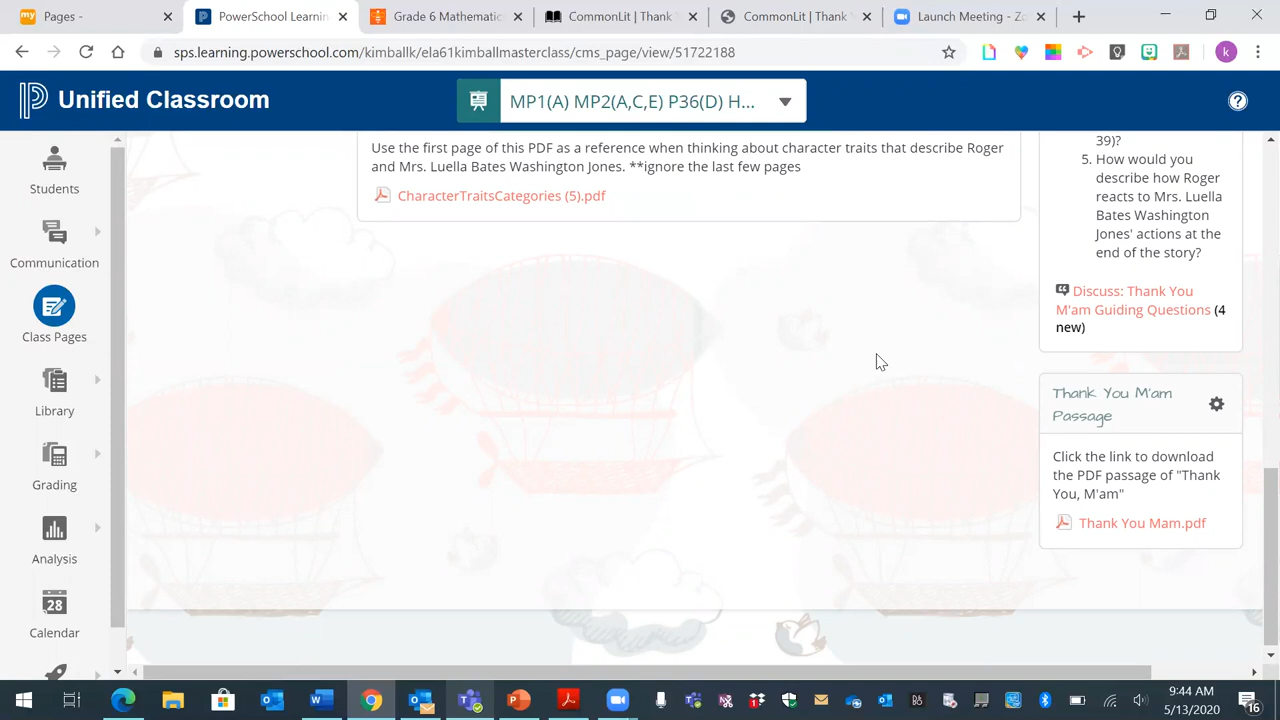 Pages -
PowerSchool Learnin
Grade 6 Mathematic
CommonLit | Thank Y
CommonLit | Thank Y
Launch Meeting - Zo
sps.learning.powerschool.com/kimballk/ela61kimballmasterclass/cms_page/view/51722188
k
Unified Classroom
MP1(A) MP2(A,C,E) P36(D) H...
Students
Communication
Class Pages
Library
Grading
Analysis
28
Calendar
Use the first page of this PDF as a reference when thinking about character traits that describe Roger
and Mrs. Luella Bates Washington Jones. **ignore the last few pages
CharacterTraitsCategories (5).pdf
39)?
5. How would you
describe how Roger
reacts to Mrs. Luella
Bates Washington
Jones' actions at the
end of the story?
Discuss: Thank You
M'am Guiding Questions (4
new)
Thank You M'am
Passage
Click the link to download
the PDF passage of "Thank
You, M'am"
Thank You Mam.pdf
9:44 AM
5/13/2020
16